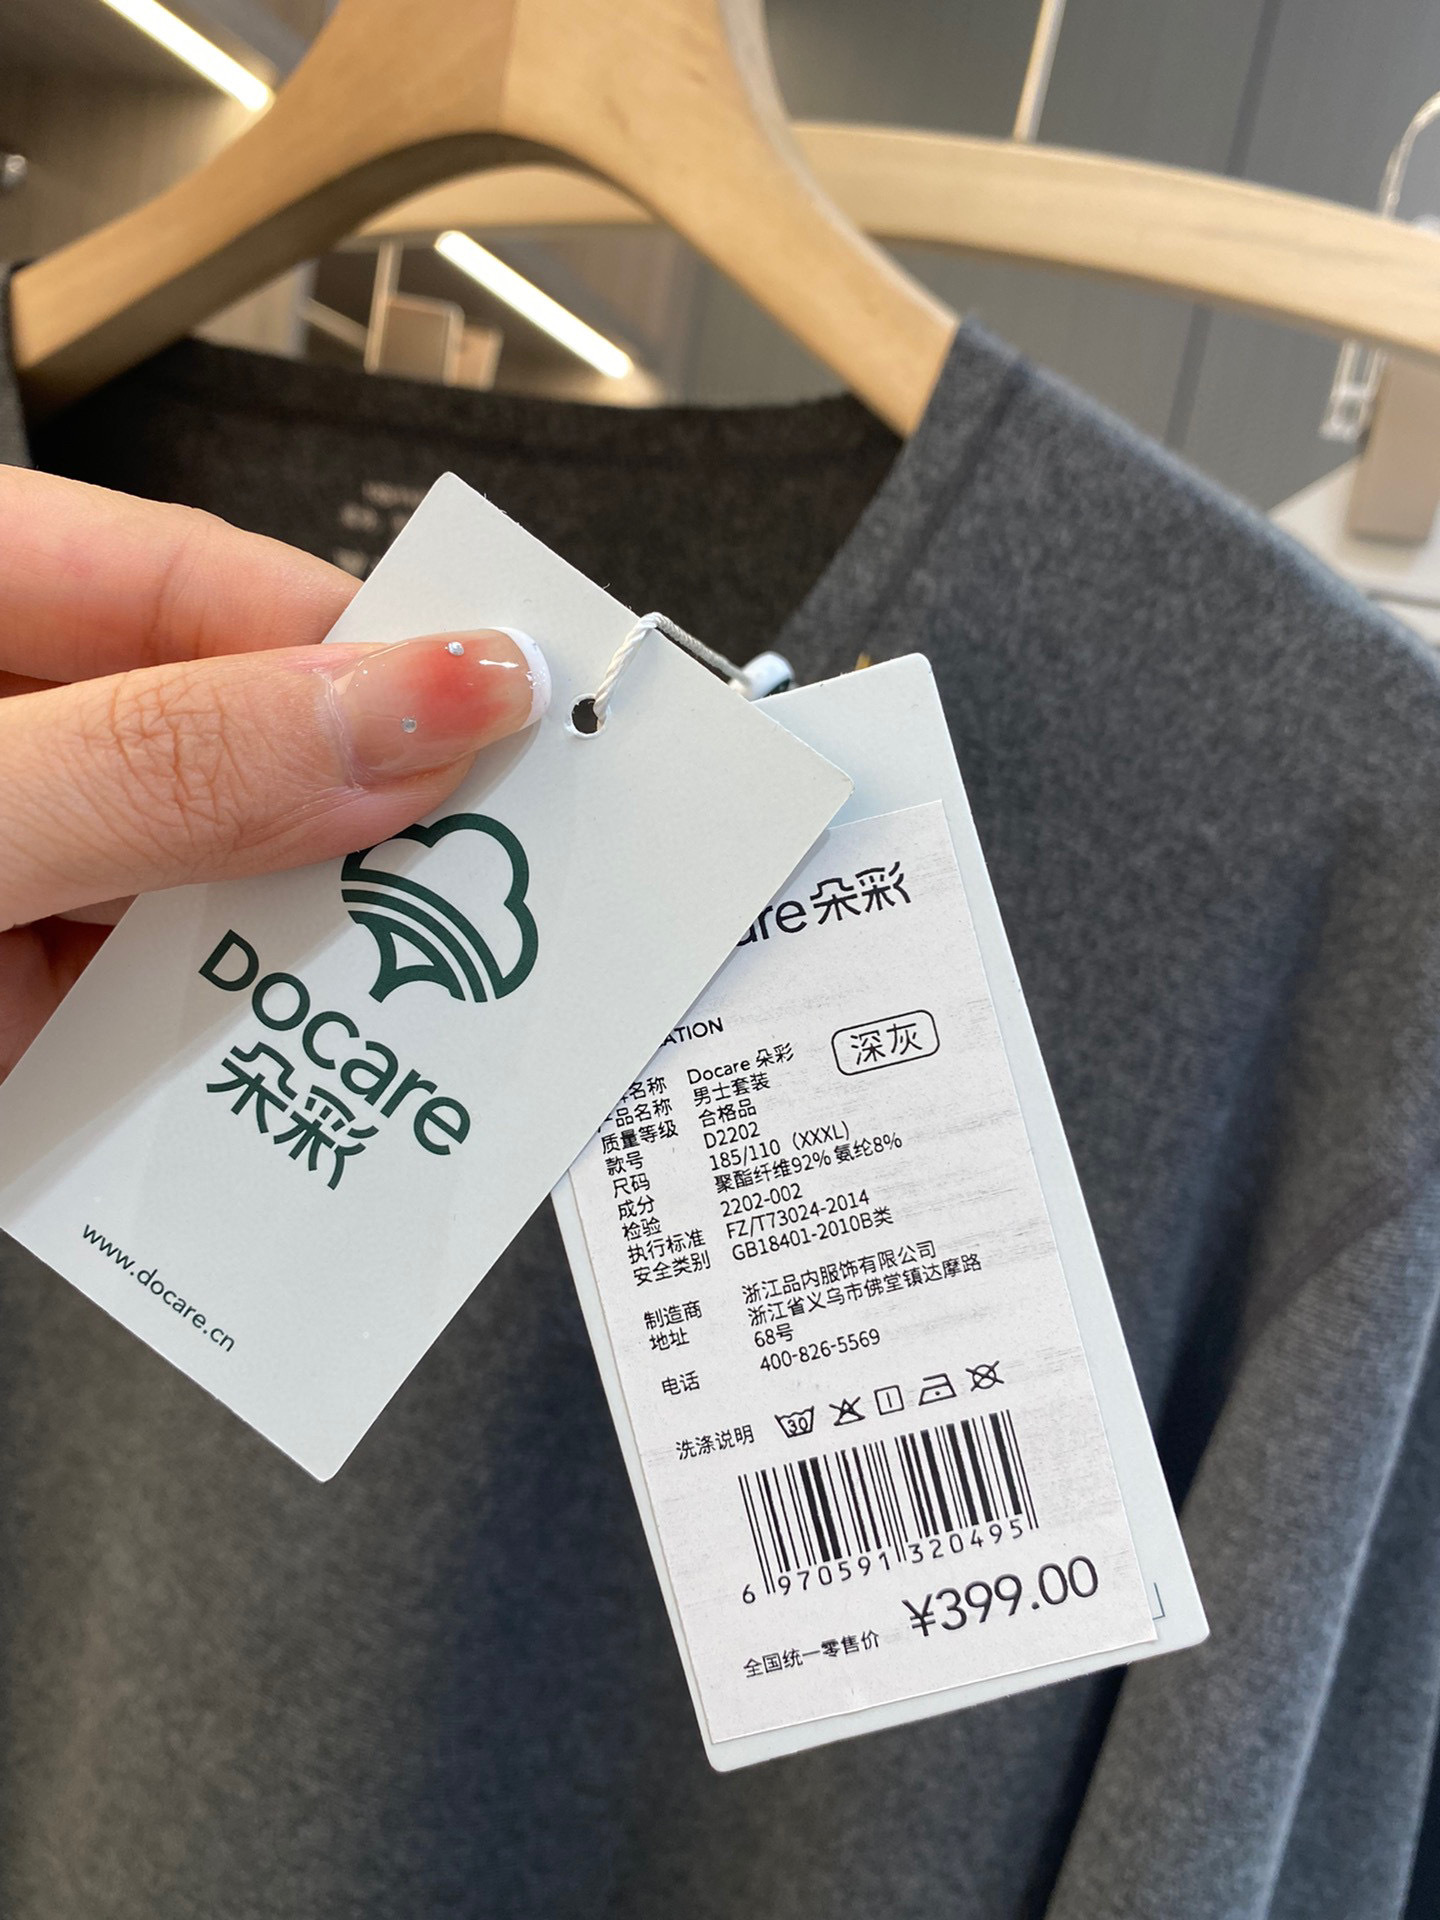 Docare
朵彩
www.docare.cn
are 朵彩
ATION
深灰
名称 Docare 朵彩
品名称 男士套装
质量等级 合格品
款号 D2202
尺码 185/110（XXXL）
成分 聚酯纤维92% 氨纶8%
检验 2202-002
执行标准 FZ/T73024-2014
安全类别 GB18401-2010B类
制造商 浙江品内服饰有限公司
地址 浙江省义乌市佛堂镇达摩路
68号
电话 400-826-5569
洗涤说明 30
6 970591 320495
全国统一零售价 ¥399.00